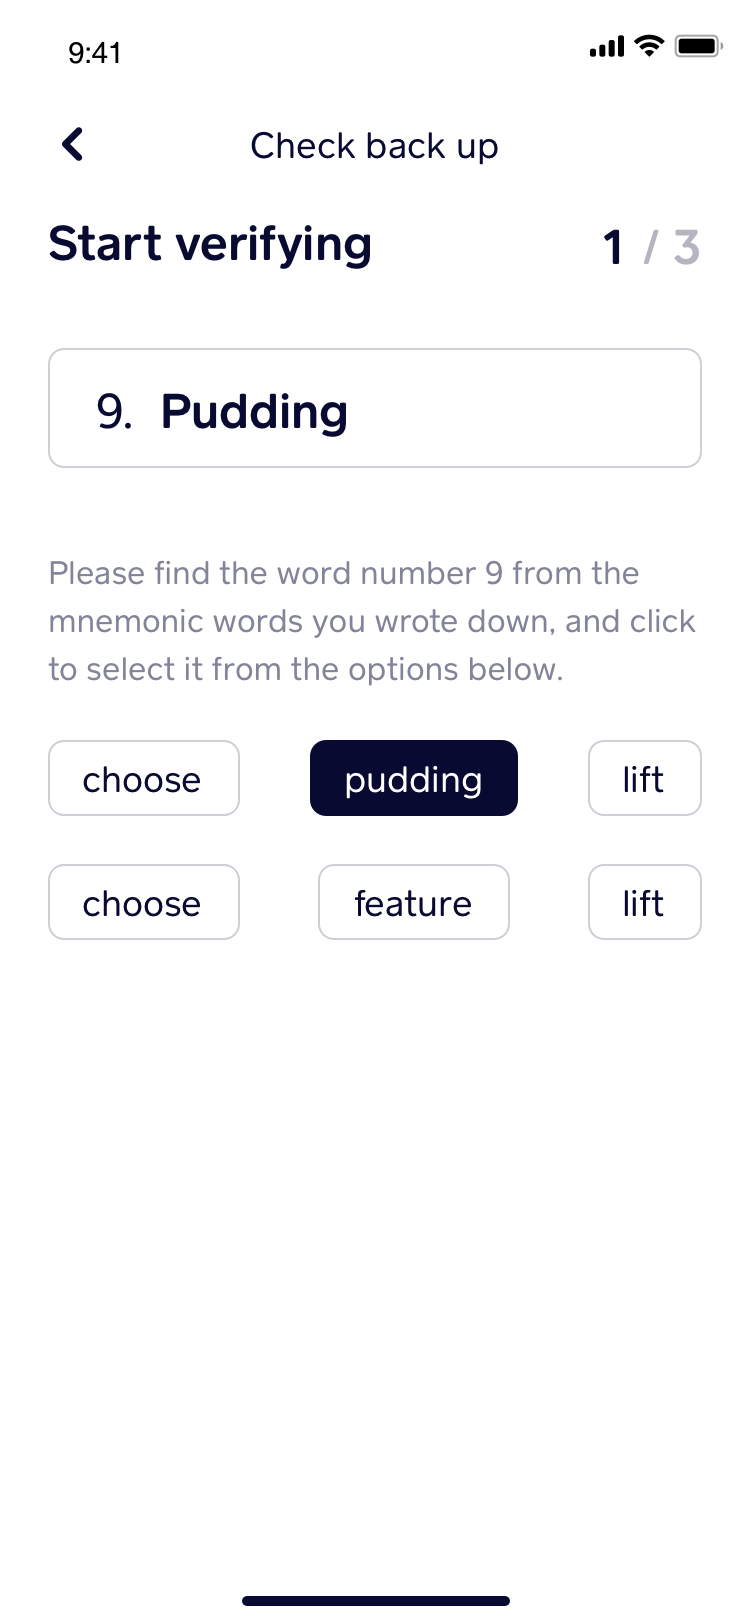 9:41
Check back up
Start verifying 1 / 3
9. Pudding
Please find the word number 9 from the
mnemonic words you wrote down, and click
to select it from the options below.
choose pudding lift
choose feature lift